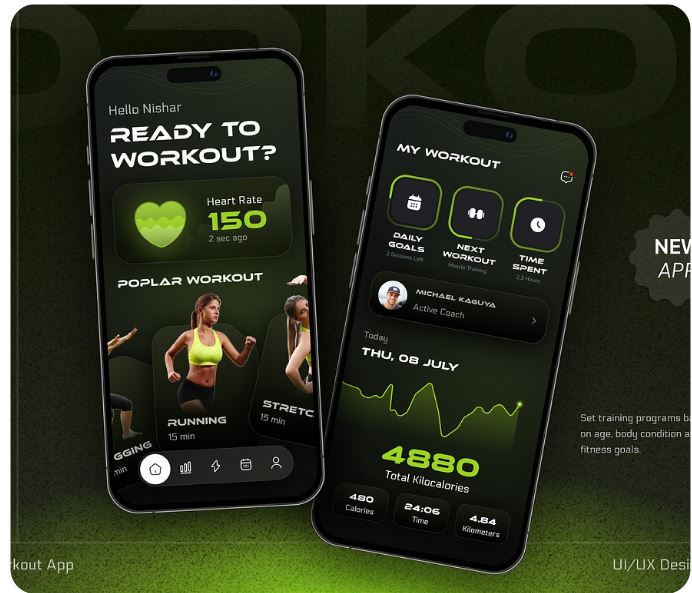 Hello Nishar
READY TO
WORKOUT?
Heart Rate
150
2 sec ago
POPLAR WORKOUT
GGING
min
RUNNING
15 min
STRETC
15 min
MY WORKOUT
DAILY
GOALS
2 Sessions Left
NEXT
WORKOUT
Muscle Training
TIME
SPENT
2,3 Hours
MICHAEL KAGUYA
Active Coach
Today
THU, 08 JULY
4880
Total Kilocalories
480
Calories
24:06
Time
4.84
Kilometers
NEW
APP
Set training programs ba
on age, body condition a
fitness goals.
rkout App
UI/UX Desi